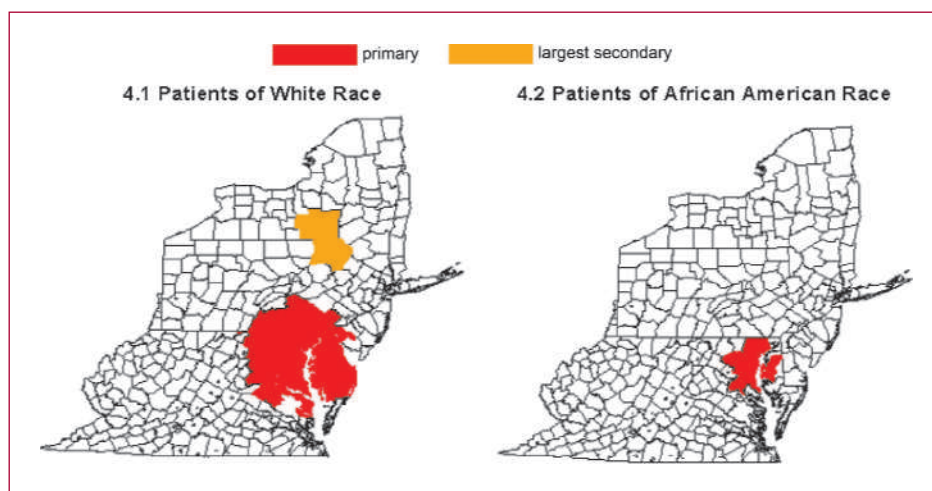 primary
largest secondary
4.1 Patients of White Race
4.2 Patients of African American Race